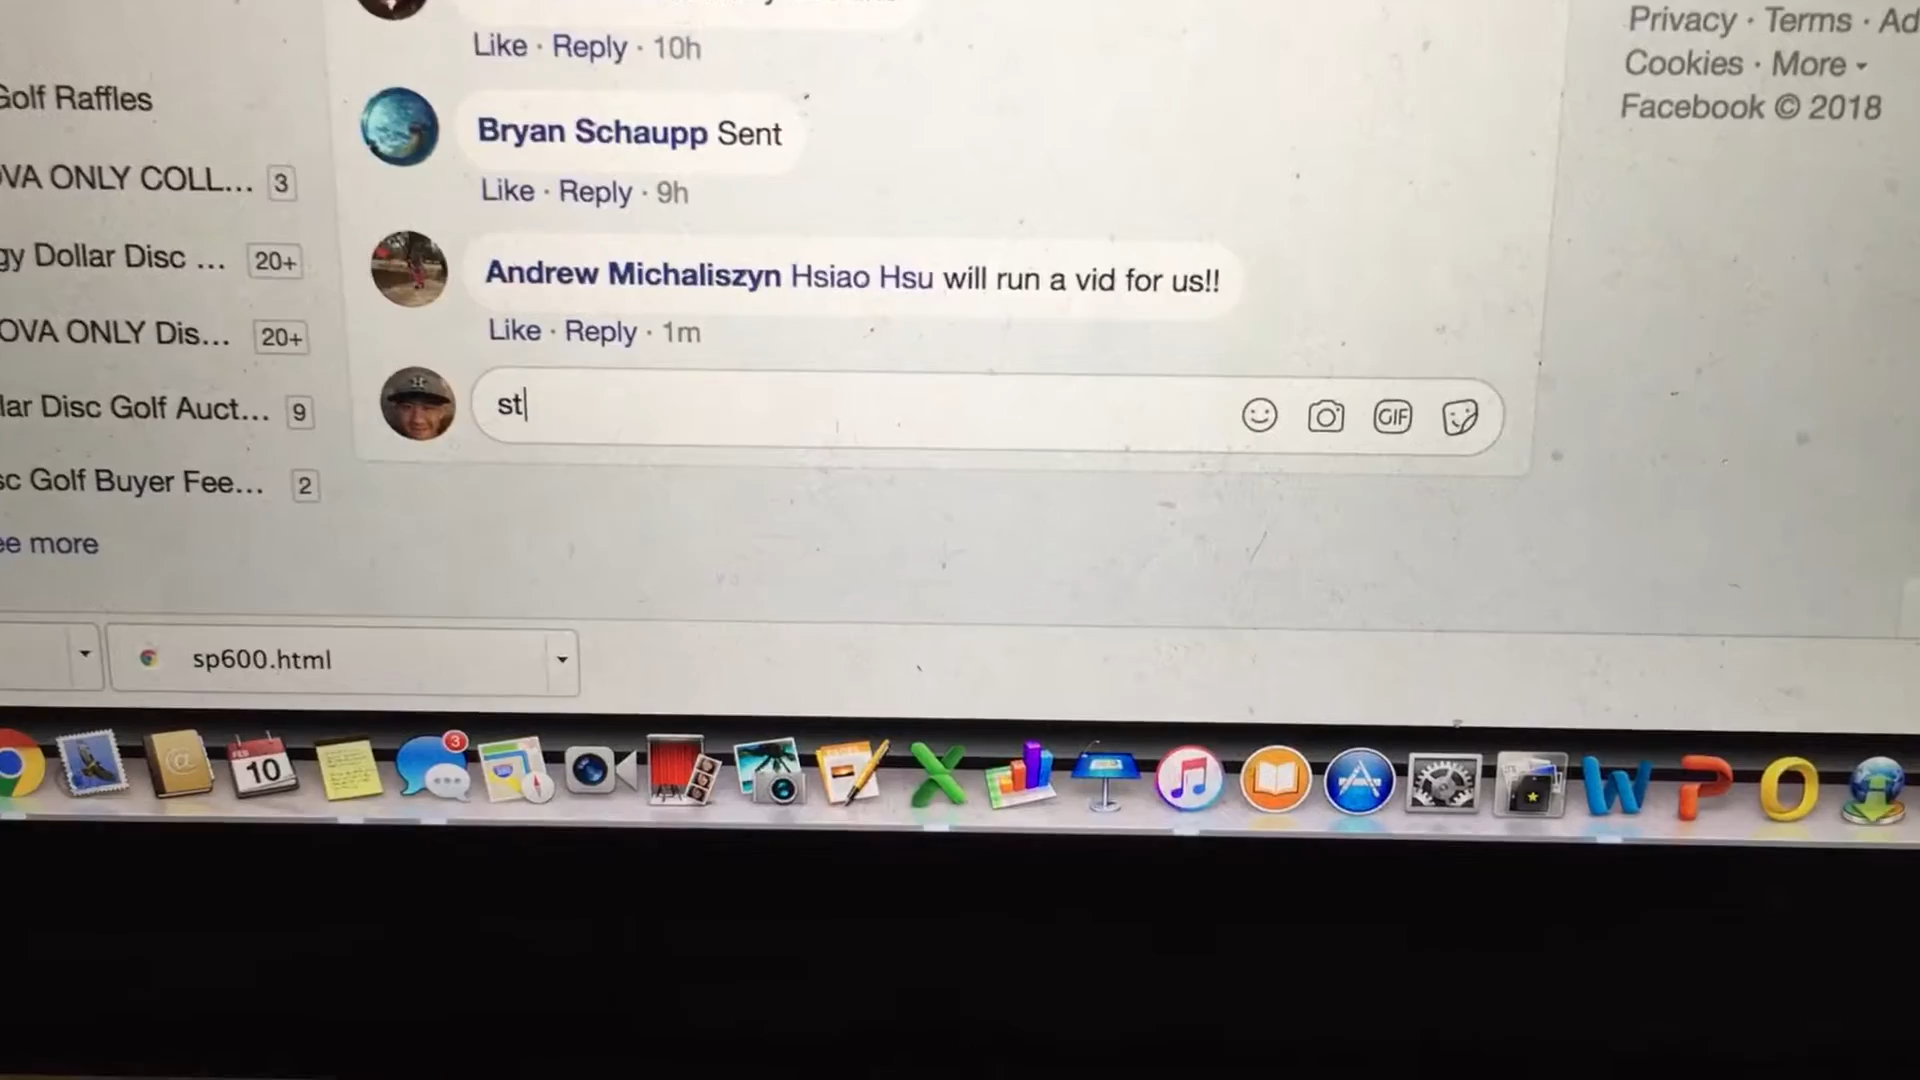 Like · Reply · 10h
Privacy · Terms · Ad
Cookies · More
Facebook © 2018
Golf Raffles
Bryan Schaupp Sent
Like · Reply · 9h
OVA ONLY COLL... 3
gy Dollar Disc ... 20+
Andrew Michaliszyn Hsiao Hsu will run a vid for us!!
Like · Reply · 1m
OVA ONLY Dis... 20+
st
GIF
lar Disc Golf Auct... 9
sc Golf Buyer Fee... 2
ee more
sp600.html
3
FEB
10